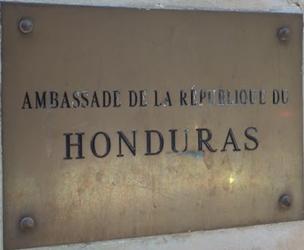 AMBASSADE DE LA RÉPUBLIQUE DU
HONDURAS